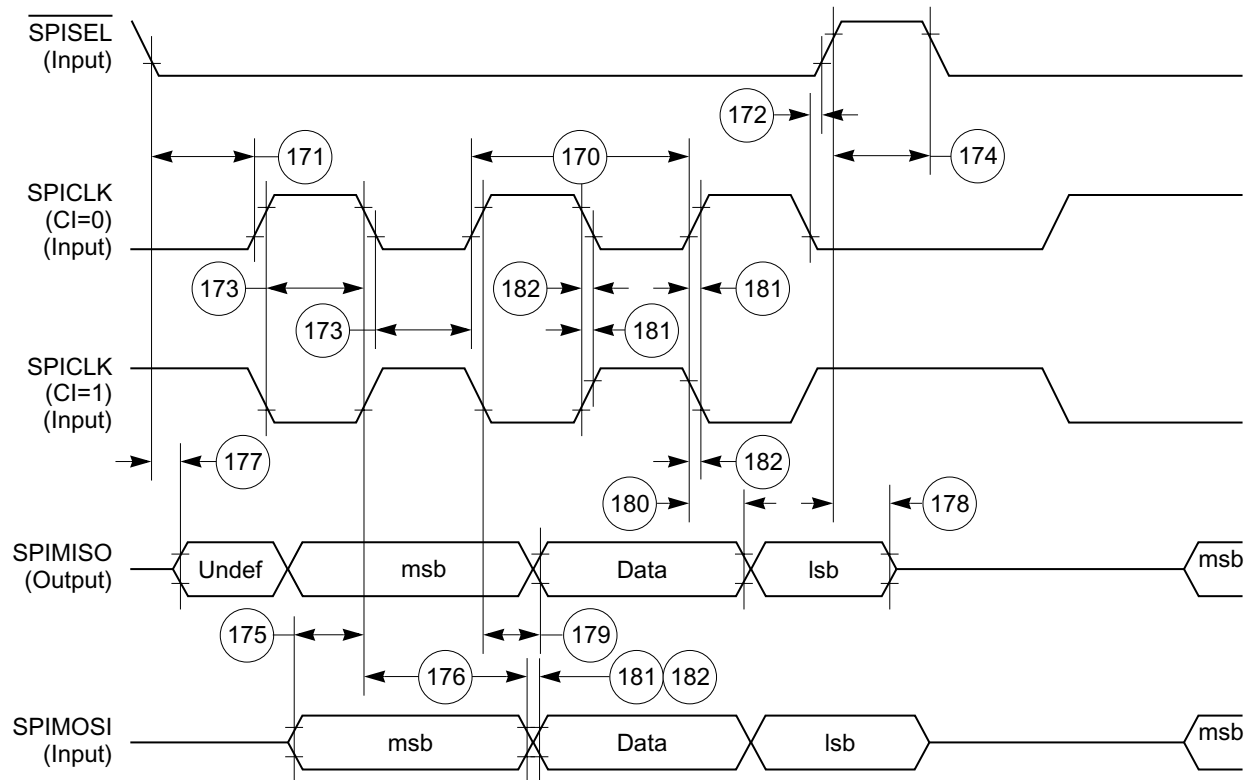 SPISEL
(Input)
172
171
170
174
SPICLK
(CI=0)
(Input)
173
182
181
173
181
SPICLK
(CI=1)
(Input)
177
182
180
178
SPIMISO
(Output)
Undef
msb
Data
lsb
msb
175
179
176
181
182
SPIMOSI
(Input)
msb
Data
lsb
msb